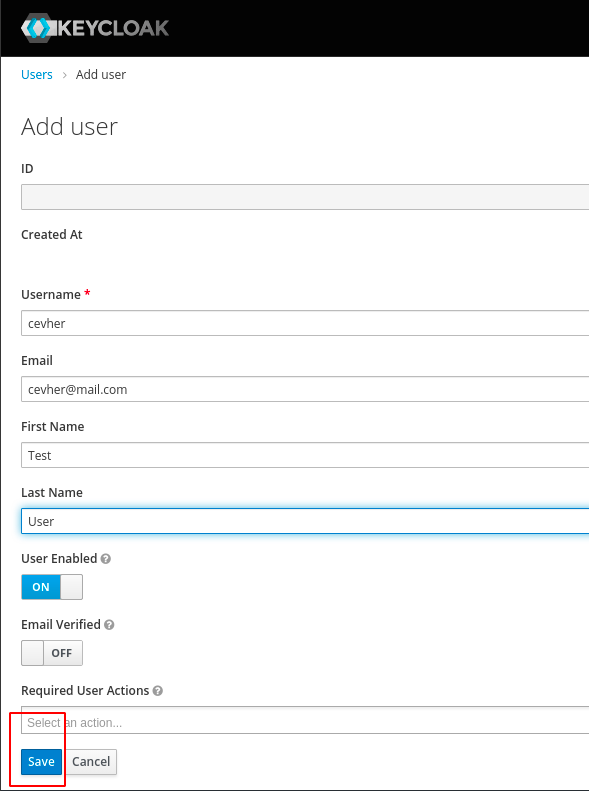 KEYCLOAK
Users > Add user
Add user
ID
Created At
Username *
cevher
Email
cevher@mail.com
First Name
Test
Last Name
User
User Enabled ?
ON
Email Verified ?
OFF
Required User Actions ?
Select an action...
Save Cancel